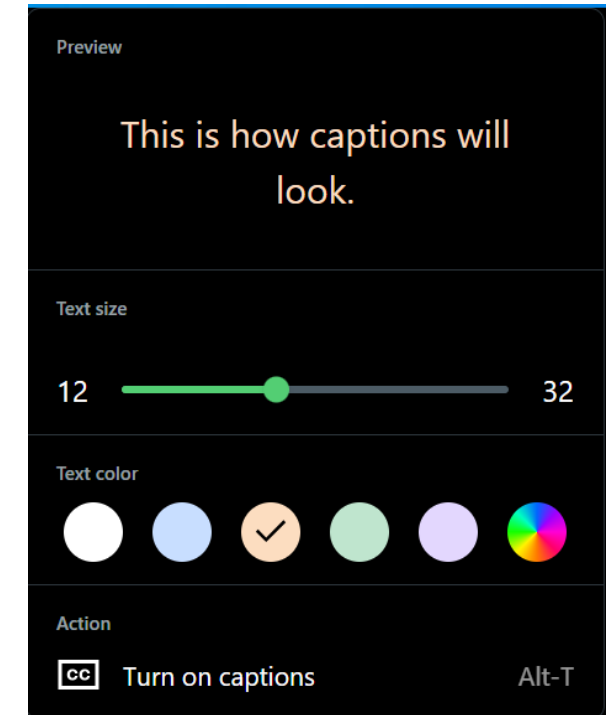 Preview
This is how captions will
look.
Text size
12 32
Text color
Action
CC Turn on captions Alt-T